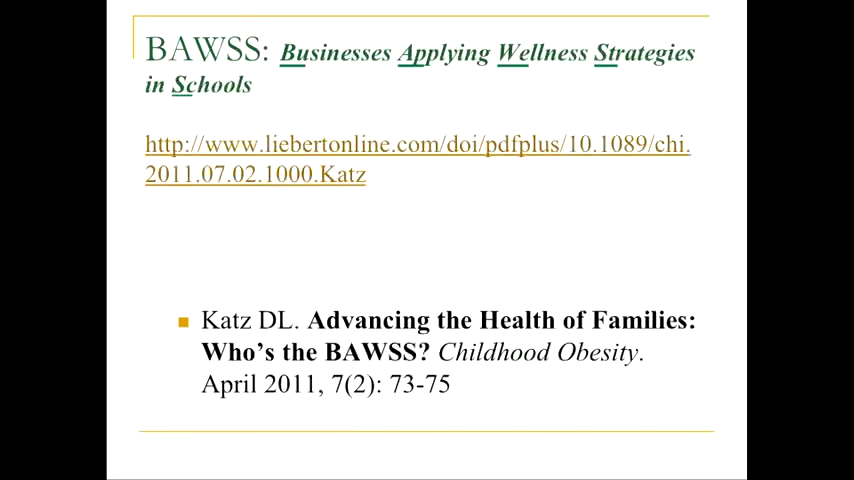 BAWSS: Businesses Applying Wellness Strategies
in Schools
http://www.liebertonline.com/doi/pdfplus/10.1089/chi.
2011.07.02.1000.Katz
Katz DL. Advancing the Health of Families:
Who’s the BAWSS? Childhood Obesity.
April 2011, 7(2): 73-75